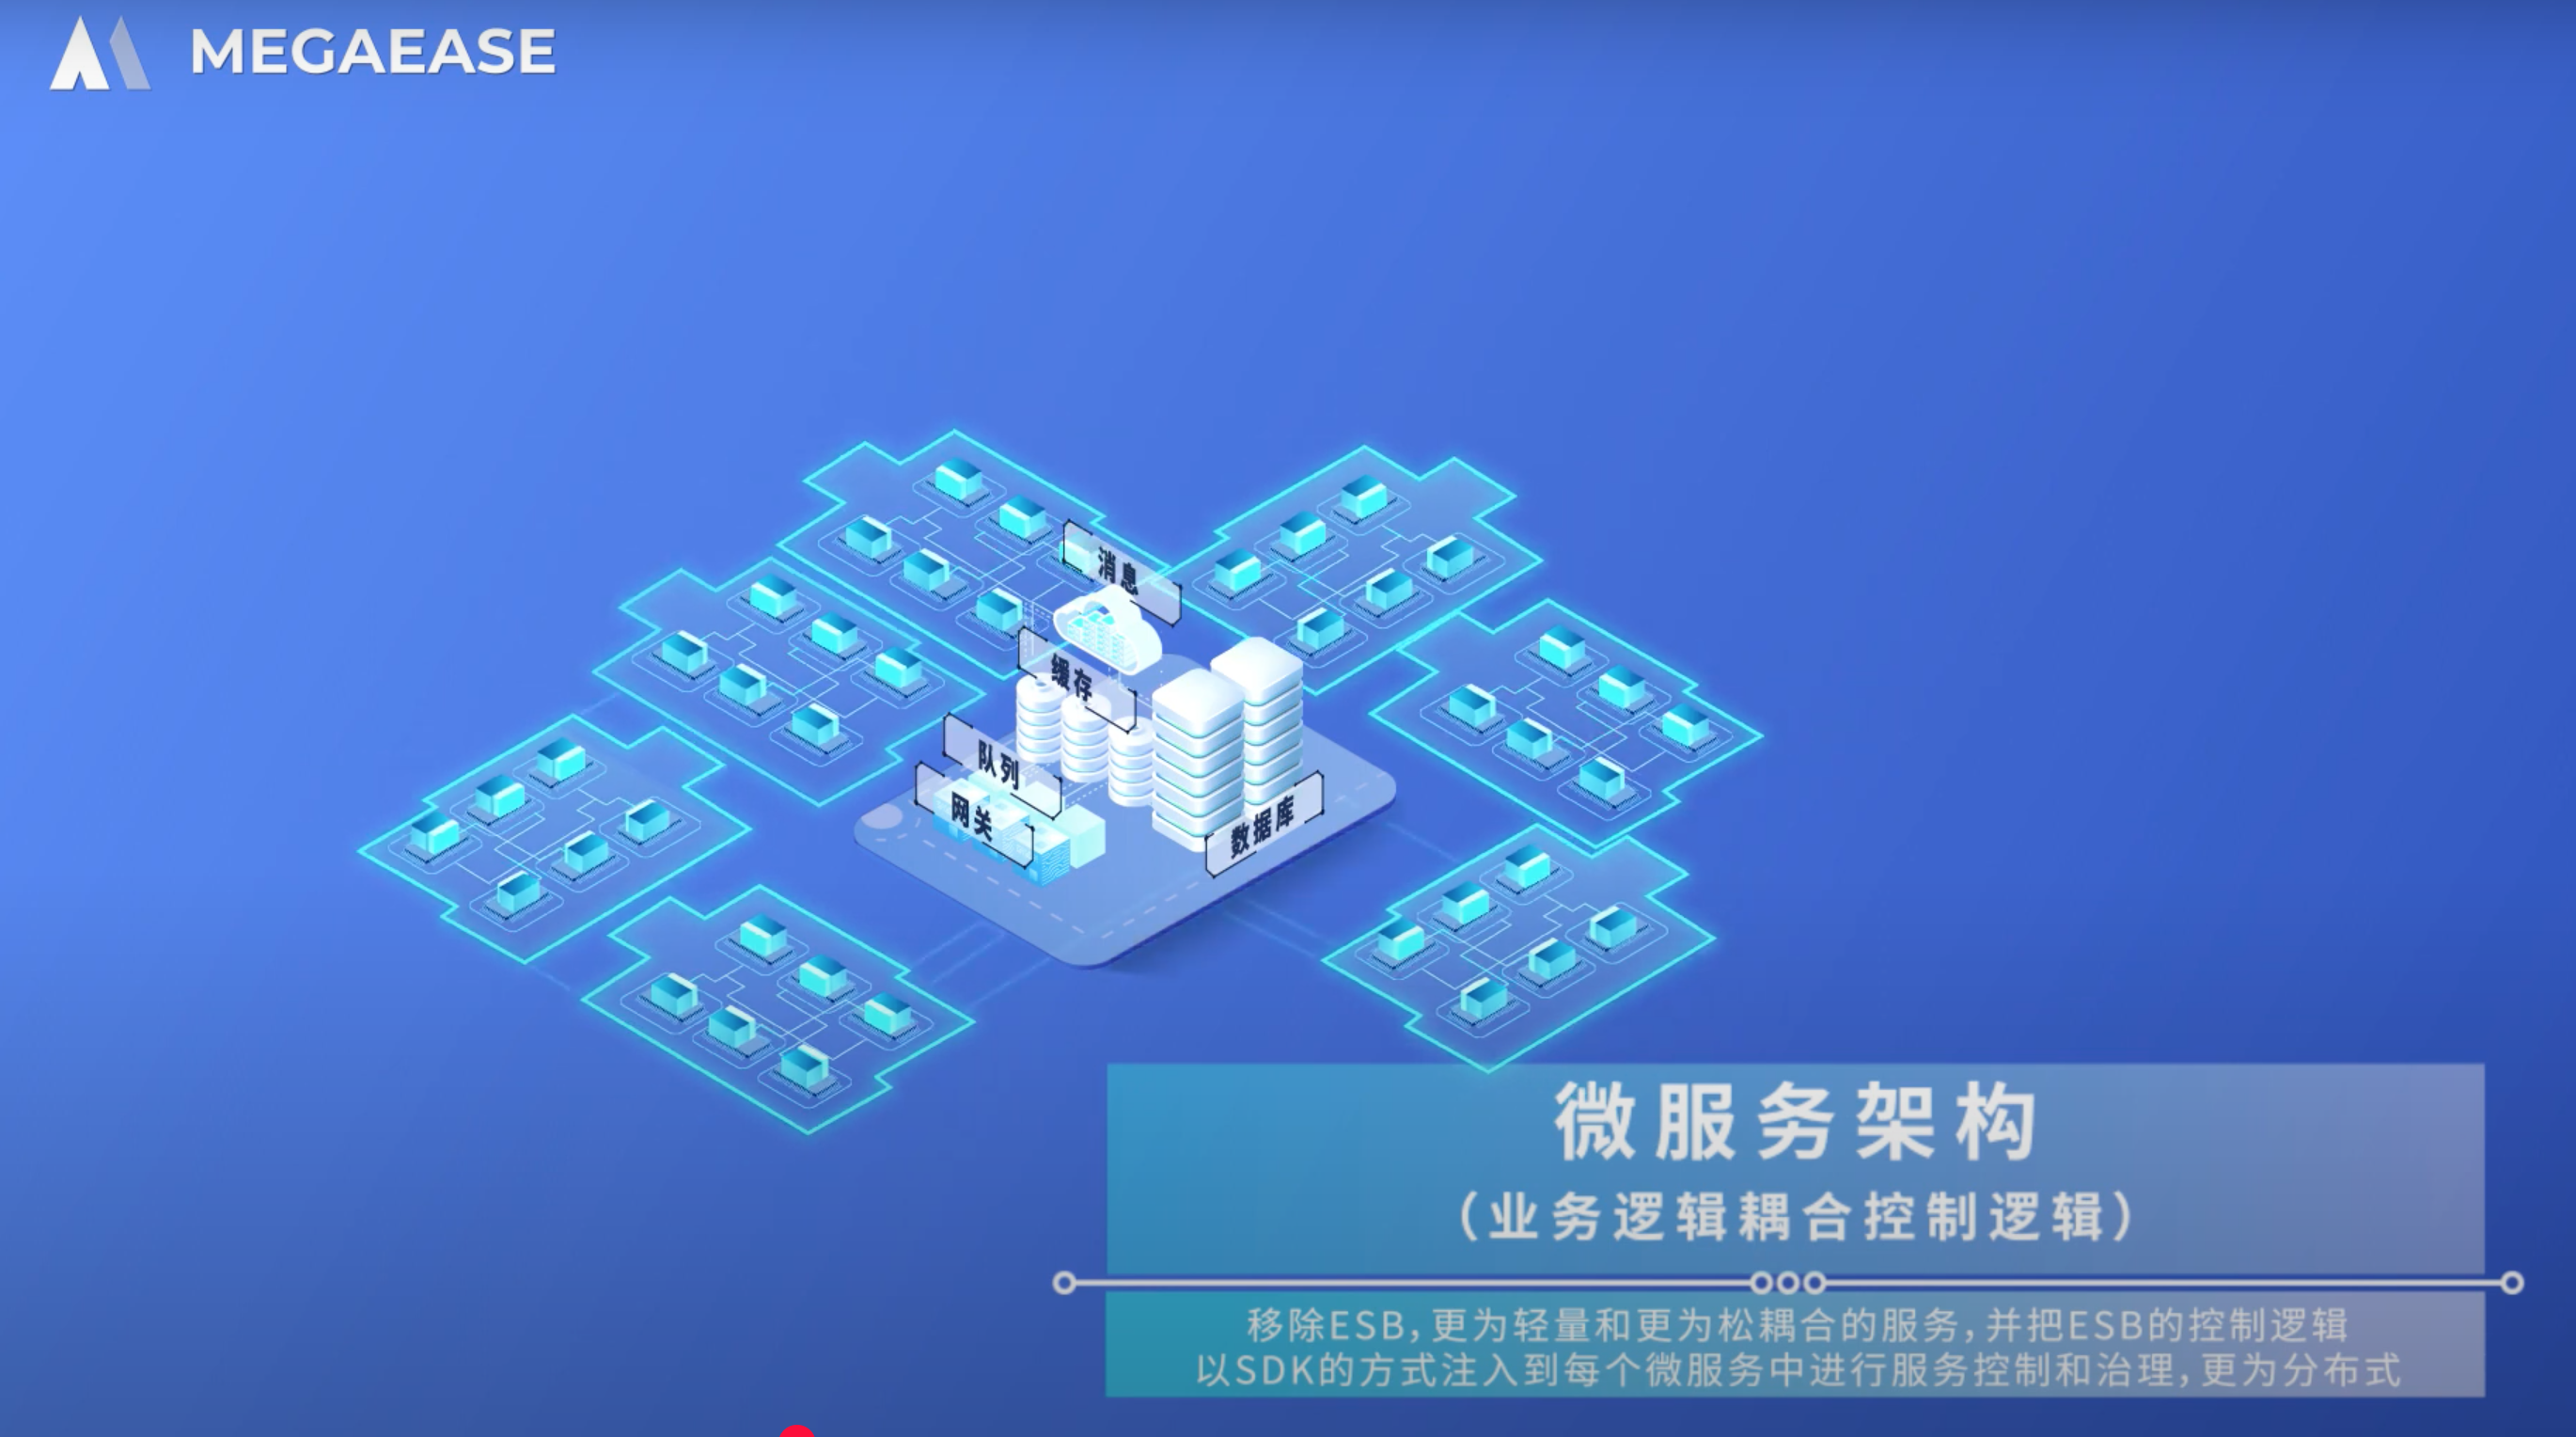 MEGAEASE
消息
缓存
队列
网关
数据库
微服务架构
（业务逻辑耦合控制逻辑）
移除ESB，更为轻量和更为松耦合的服务，并把ESB的控制逻辑
以SDK的方式注入到每个微服务中进行服务控制和治理，更为分布式